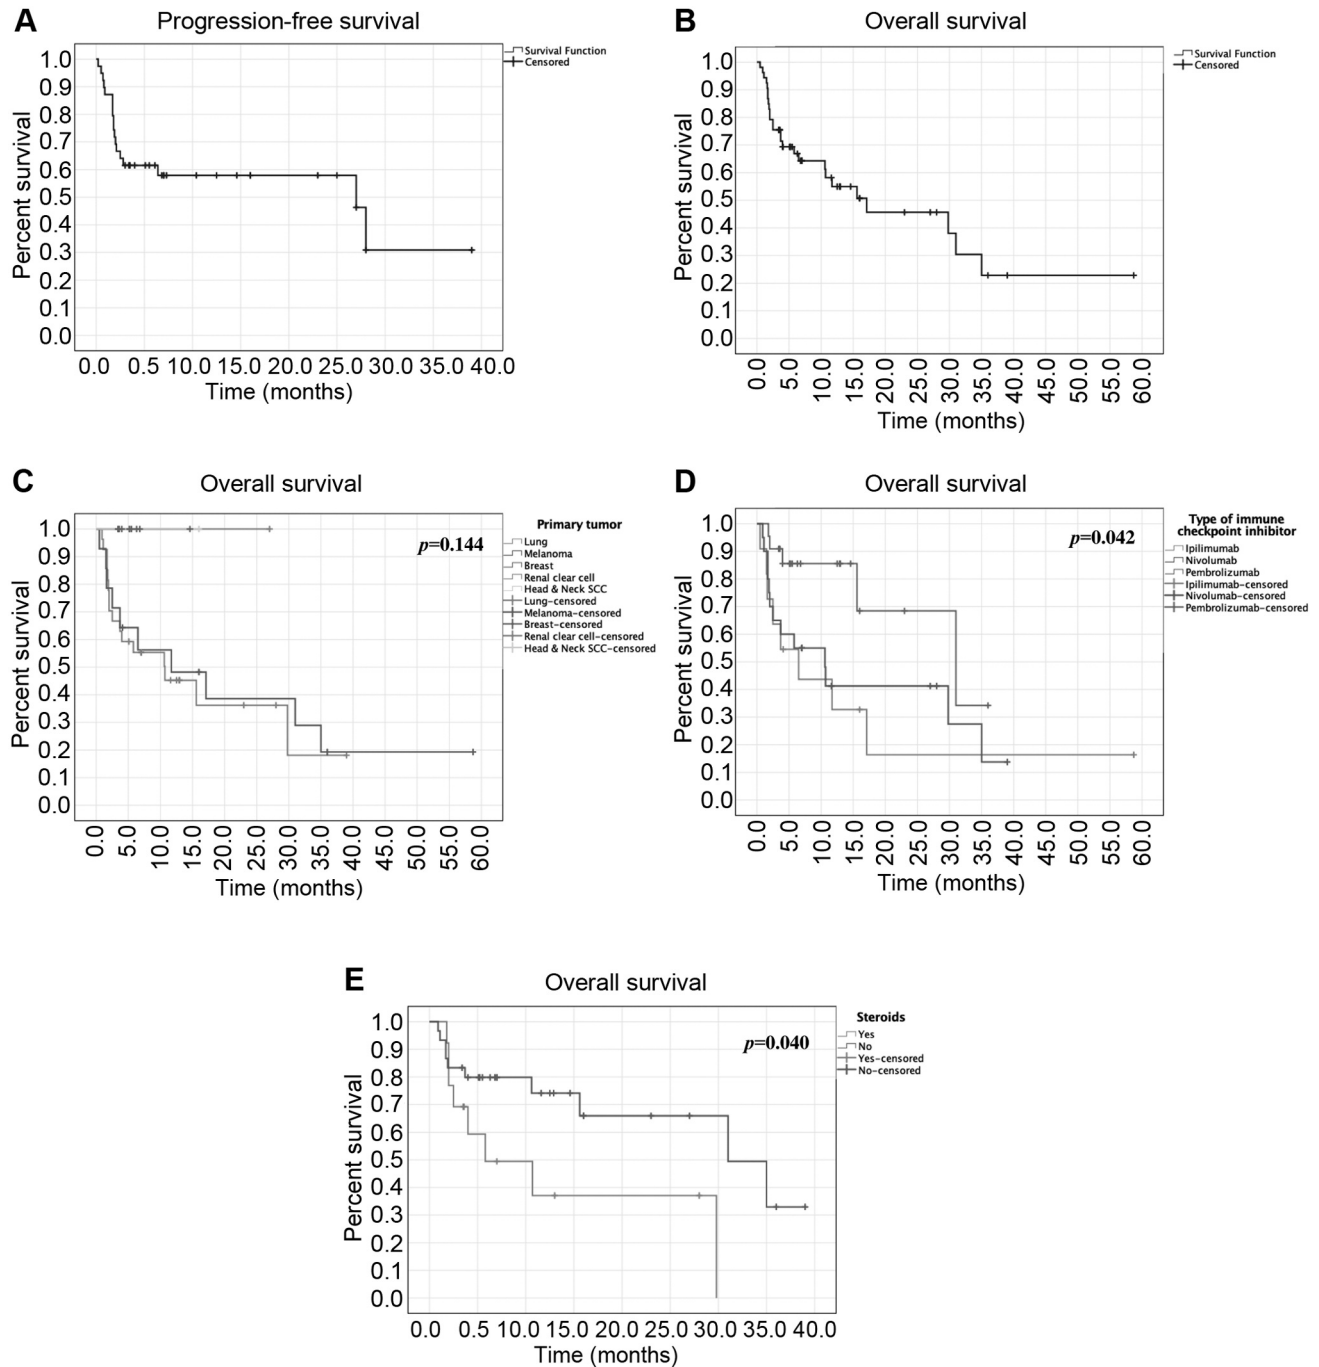 A
Progression-free survival
Survival Function
Censored
Percent survival
1.0
0.9
0.8
0.7
0.6
0.5
0.4
0.3
0.2
0.1
0.0
0.0 0.5 10.0 15.0 20.0 25.0 30.0 35.0 40.0
Time (months)
B
Overall survival
Survival Function
Censored
Percent survival
1.0
0.9
0.8
0.7
0.6
0.5
0.4
0.3
0.2
0.1
0.0
0.0 5.0 10.0 15.0 20.0 25.0 30.0 35.0 40.0 45.0 50.0 55.0 60.0
Time (months)
C
Overall survival
p=0.144
Primary tumor
Lung
Melanoma
Breast
Renal clear cell
Head & Neck SCC
Lung-censored
Melanoma-censored
Breast-censored
Renal clear cell-censored
Head & Neck SCC-censored
Percent survival
1.0
0.9
0.8
0.7
0.6
0.5
0.4
0.3
0.2
0.1
0.0
0.0 5.0 10.0 15.0 20.0 25.0 30.0 35.0 40.0 45.0 50.0 55.0 60.0
Time (months)
D
Overall survival
p=0.042
Type of immune
checkpoint inhibitor
Ipilimumab
Nivolumab
Pembrolizumab
Ipilimumab-censored
Nivolumab-censored
Pembrolizumab-censored
Percent survival
1.0
0.9
0.8
0.7
0.6
0.5
0.4
0.3
0.2
0.1
0.0
0.0 5.0 10.0 15.0 20.0 25.0 30.0 35.0 40.0 45.0 50.0 55.0 60.0
Time (months)
E
Overall survival
p=0.040
Steroids
Yes
No
Yes-censored
No-censored
Percent survival
1.0
0.9
0.8
0.7
0.6
0.5
0.4
0.3
0.2
0.1
0.0
0.0 0.5 10.0 15.0 20.0 25.0 30.0 35.0 40.0
Time (months)